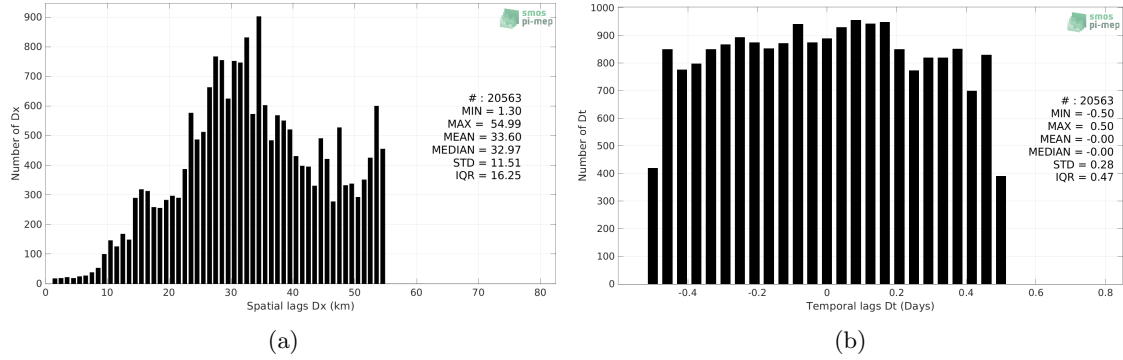 900
800
700
600
500
400
300
200
100
0
Number of Dx
0 10 20 30 40 50 60 70 80
Spatial lags Dx (km)
smos
pi-mep
# : 20563
MIN = 1.30
MAX = 54.99
MEAN = 33.60
MEDIAN = 32.97
STD = 11.51
IQR = 16.25
(a)
1000
900
800
700
600
500
400
300
200
100
0
Number of Dt
-0.4 -0.2 0 0.2 0.4 0.6 0.8
Temporal lags Dt (Days)
smos
pi-mep
# : 20563
MIN = -0.50
MAX = 0.50
MEAN = -0.00
MEDIAN = -0.00
STD = 0.28
IQR = 0.47
(b)